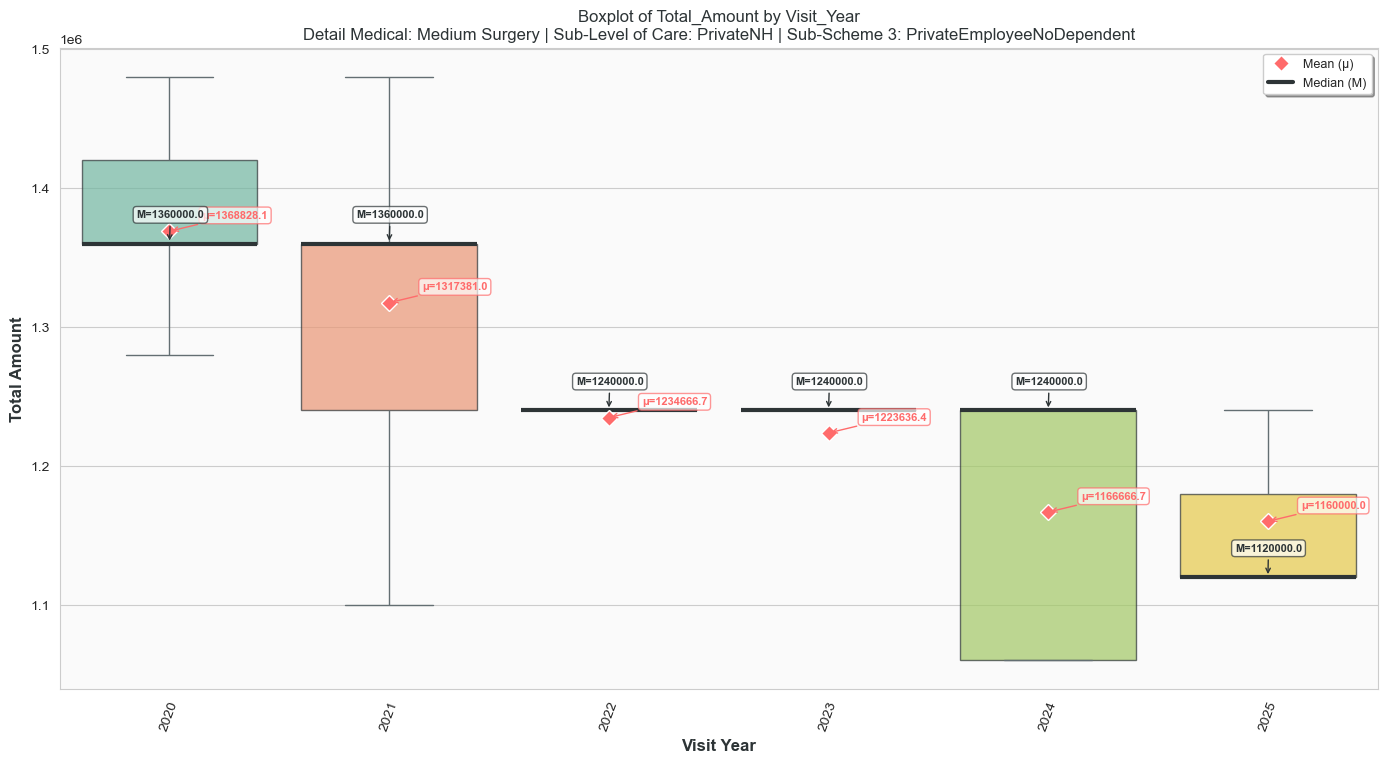 Boxplot of Total_Amount by Visit_Year
Detail Medical: Medium Surgery | Sub-Level of Care: PrivateNH | Sub-Scheme 3: PrivateEmployeeNoDependent
1e6
1.5
1.4
1.3
1.2
1.1
Total Amount
Mean (μ)
Median (M)
M=1360000.0
μ=1368828.1
M=1360000.0
μ=1317381.0
M=1240000.0
μ=1234666.7
M=1240000.0
μ=1223636.4
M=1240000.0
μ=1166666.7
μ=1160000.0
M=1120000.0
2020
2021
2022
2023
2024
2025
Visit Year